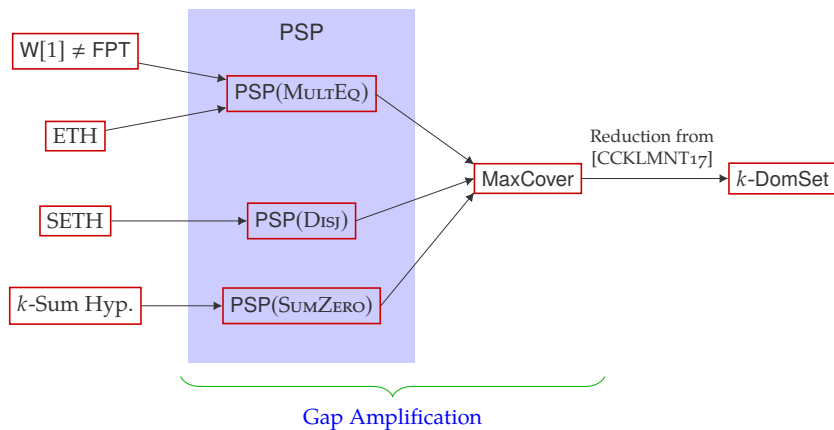 PSP
W[1] ≠ FPT
PSP(MultEq)
ETH
Reduction from
[CCKLMNT17]
MaxCover
k-DomSet
SETH
PSP(Disj)
k-Sum Hyp.
PSP(SumZero)
Gap Amplification